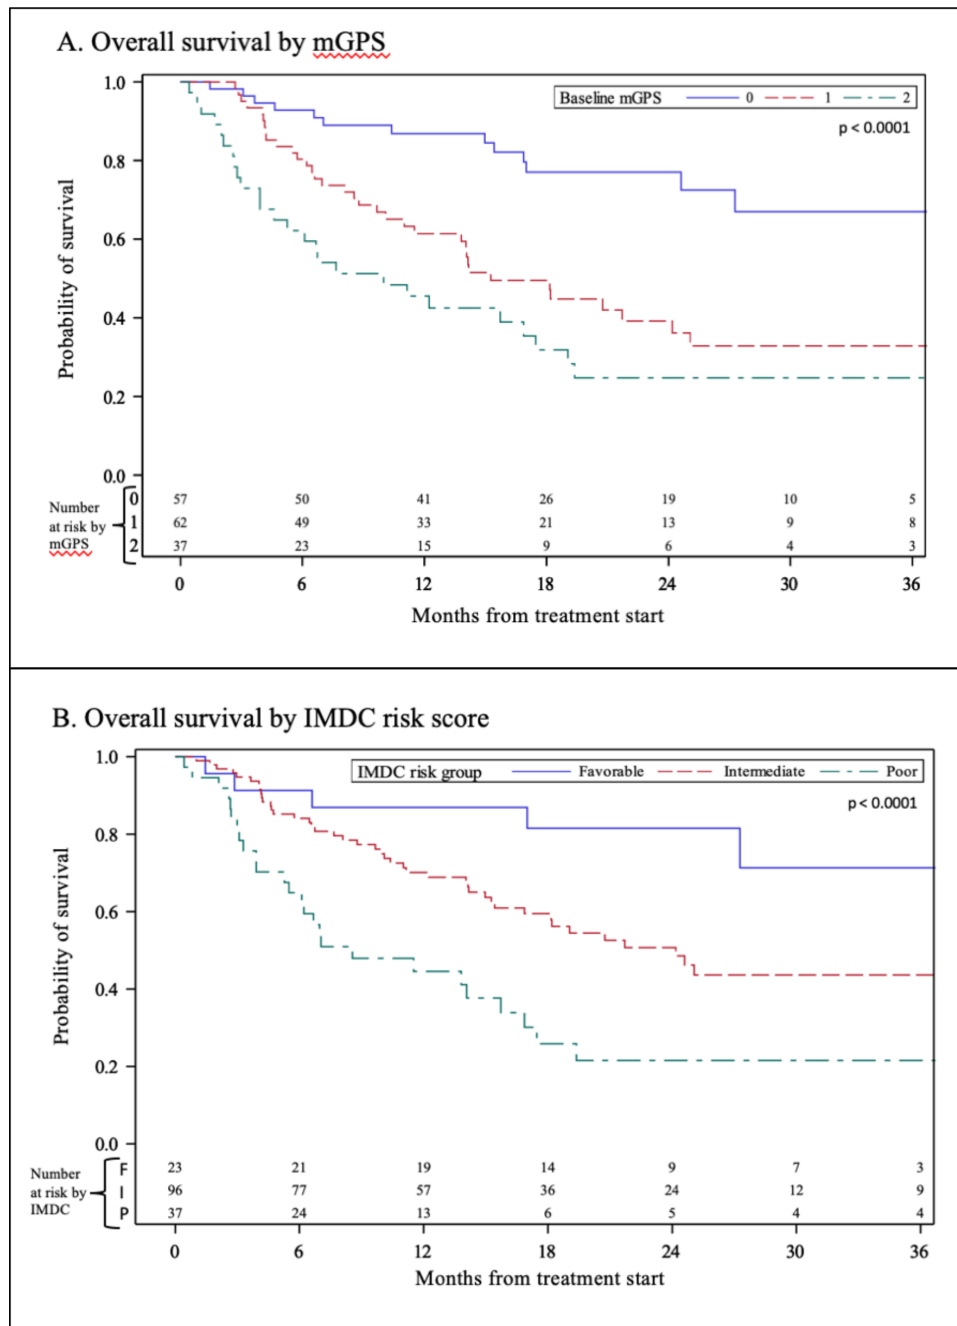 A. Overall survival by mGPS
Baseline mGPS 0 1 2
p < 0.0001
Probability of survival
1.0
0.8
0.6
0.4
0.2
0.0
Number
at risk by
mGPS
0 57 50 41 26 19 10 5
1 62 49 33 21 13 9 8
2 37 23 15 9 6 4 3
0 6 12 18 24 30 36
Months from treatment start
B. Overall survival by IMDC risk score
IMDC risk group Favorable Intermediate Poor
p < 0.0001
Probability of survival
1.0
0.8
0.6
0.4
0.2
0.0
Number
at risk by
IMDC
F 23 21 19 14 9 7 3
I 96 77 57 36 24 12 9
P 37 24 13 6 5 4 4
0 6 12 18 24 30 36
Months from treatment start